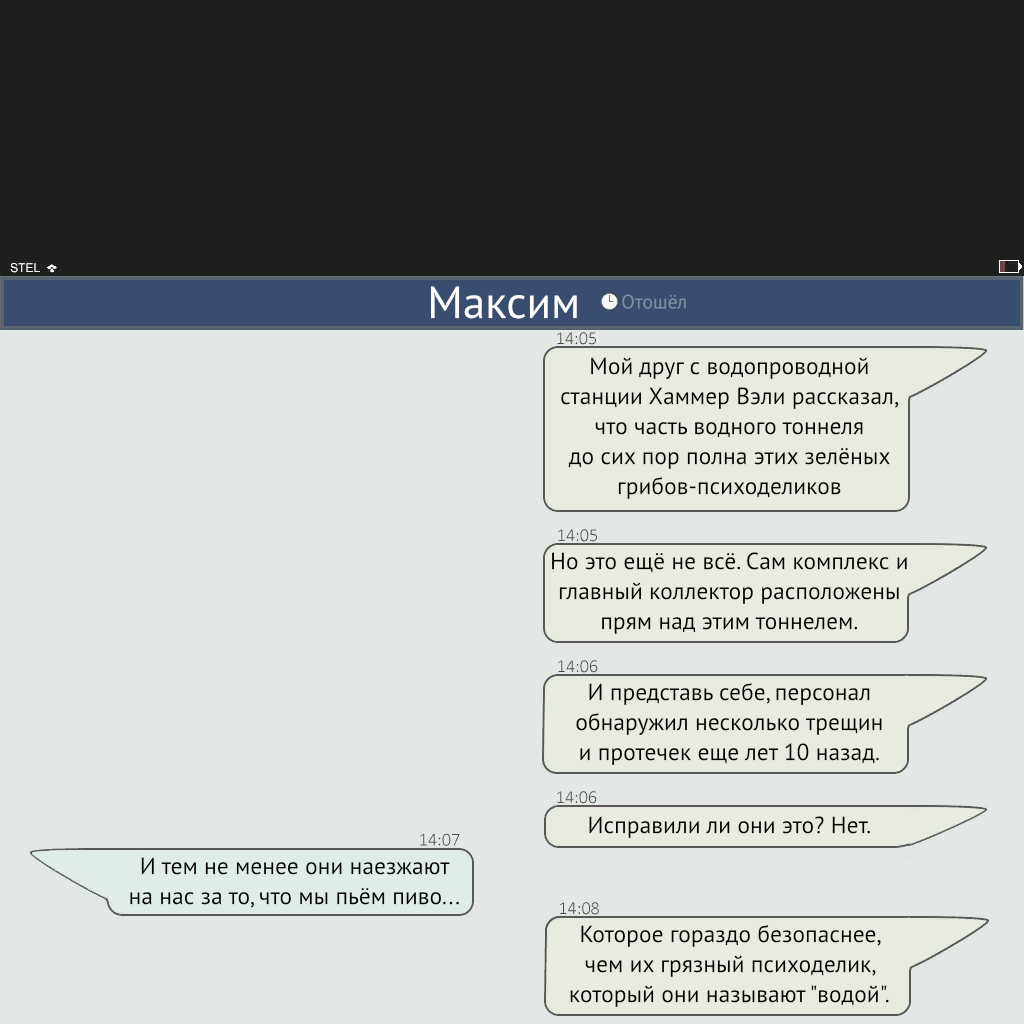 STEL
Максим
Отошёл
14:05
Мой друг с водопроводной
станции Хаммер Вэли рассказал,
что часть водного тоннеля
до сих пор полна этих зелёных
грибов-психоделиков
14:05
Но это ещё не всё. Сам комплекс и
главный коллектор расположены
прям над этим тоннелем.
14:06
И представь себе, персонал
обнаружил несколько трещин
и протечек еще лет 10 назад.
14:06
Исправили ли они это? Нет.
14:07
И тем не менее они наезжают
на нас за то, что мы пьём пиво...
14:08
Которое гораздо безопаснее,
чем их грязный психоделик,
который они называют "водой".